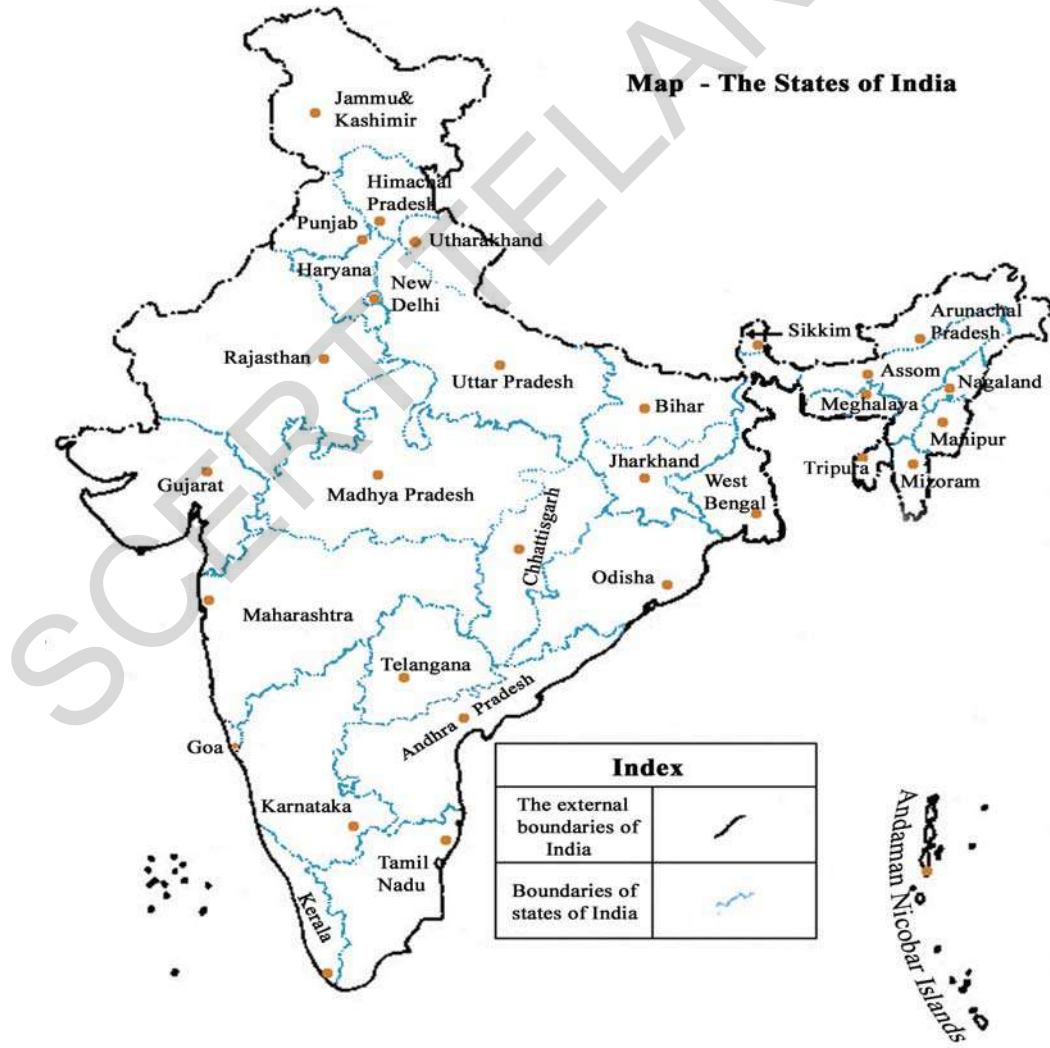 Map - The States of India
Jammu&
Kashimir
Himachal
Pradesh
Punjab
Utharakhand
Haryana
New
Delhi
Sikkim
Arunachal
Pradesh
Rajasthan
Uttar Pradesh
Assom
Nagaland
Bihar
Meghalaya
Manipur
Jharkhand
Tripura
Mizoram
Gujarat
Madhya Pradesh
West
Bengal
Chhattisgarh
Odisha
Maharashtra
Telangana
Andhra Pradesh
Goa
Index
The external
boundaries of
India
Boundaries of
states of India
Karnataka
Tamil
Nadu
Kerala
Andaman Nicobar Islands
SCERT TELAN